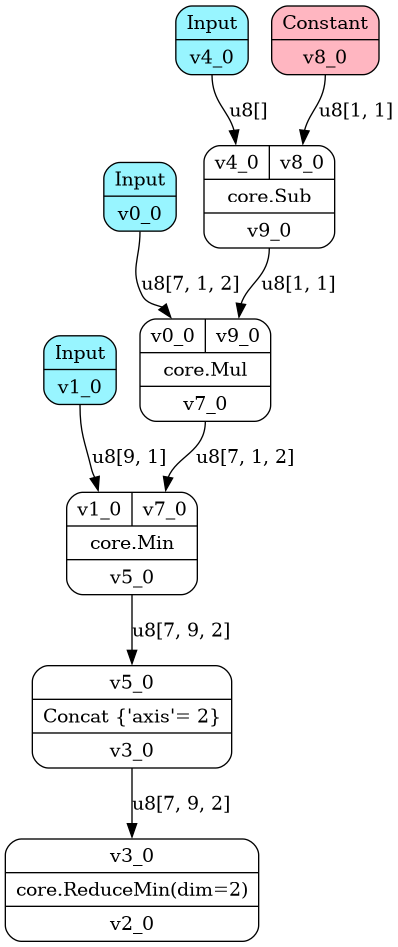 Input
v4_0
Constant
v8_0
u8[]
u8[1, 1]
v4_0
v8_0
core.Sub
v9_0
Input
v0_0
u8[7, 1, 2]
u8[1, 1]
v0_0
v9_0
core.Mul
v7_0
Input
v1_0
u8[9, 1]
u8[7, 1, 2]
v1_0
v7_0
core.Min
v5_0
u8[7, 9, 2]
v5_0
Concat {'axis'= 2}
v3_0
u8[7, 9, 2]
v3_0
core.ReduceMin(dim=2)
v2_0